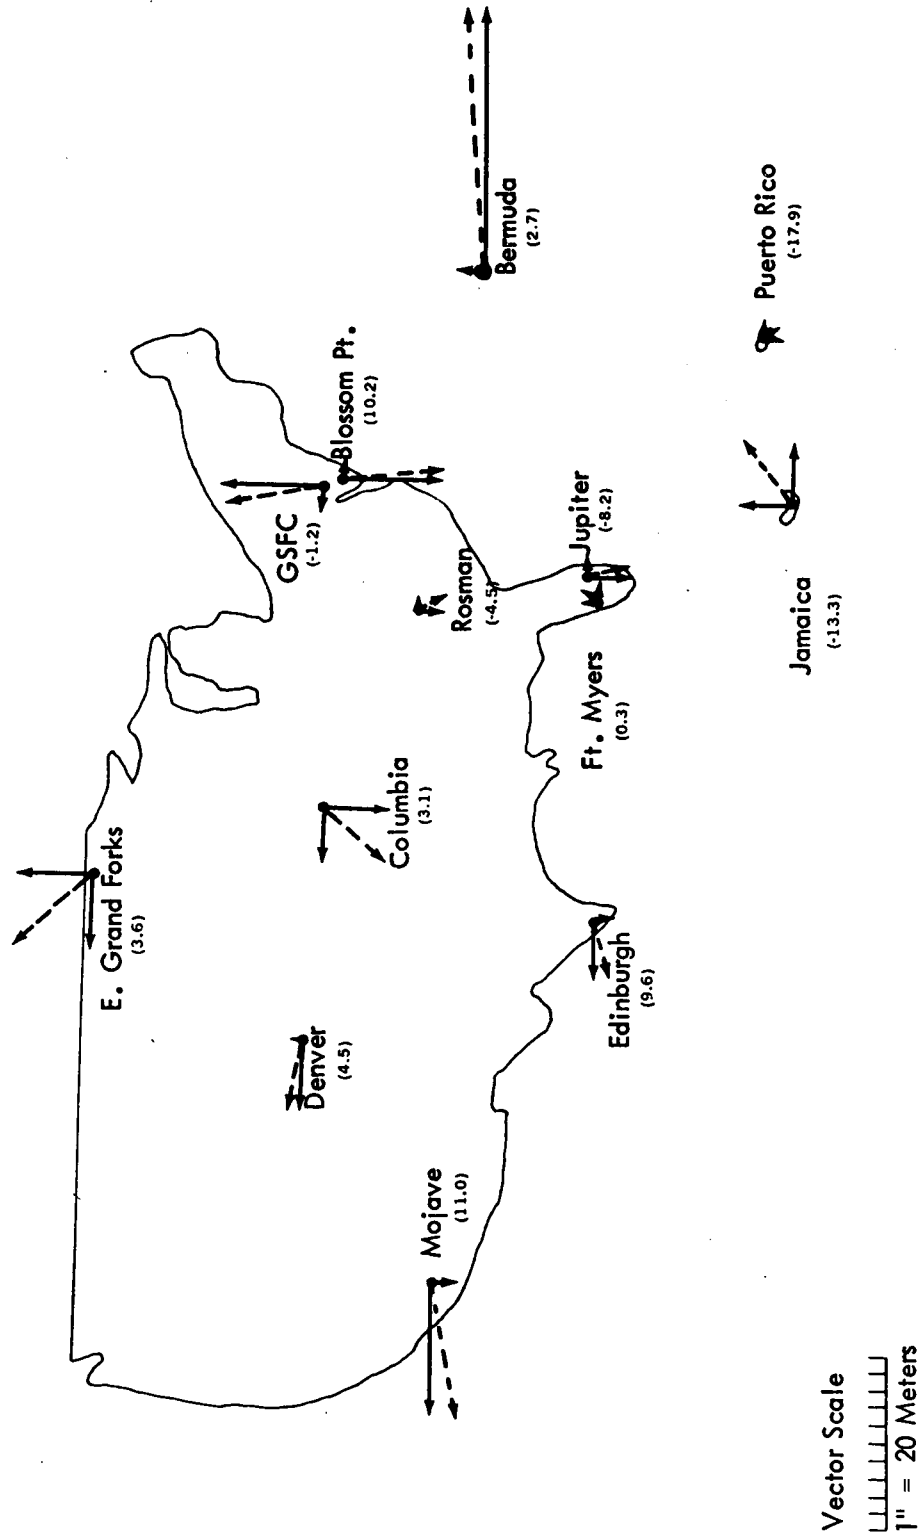 E. Grand Forks
(3.6)
GSFC
(-1.2)
Blossom Pt.
(10.2)
Denver
(4.5)
Columbia
(3.1)
Mojave
(11.0)
Rosman
(-4.5)
Bermuda
(2.7)
Edinburgh
(9.6)
Ft. Myers
(0.3)
Jupiter
(-8.2)
Jamaica
(-13.3)
Puerto Rico
(-17.9)
Vector Scale
1" = 20 Meters